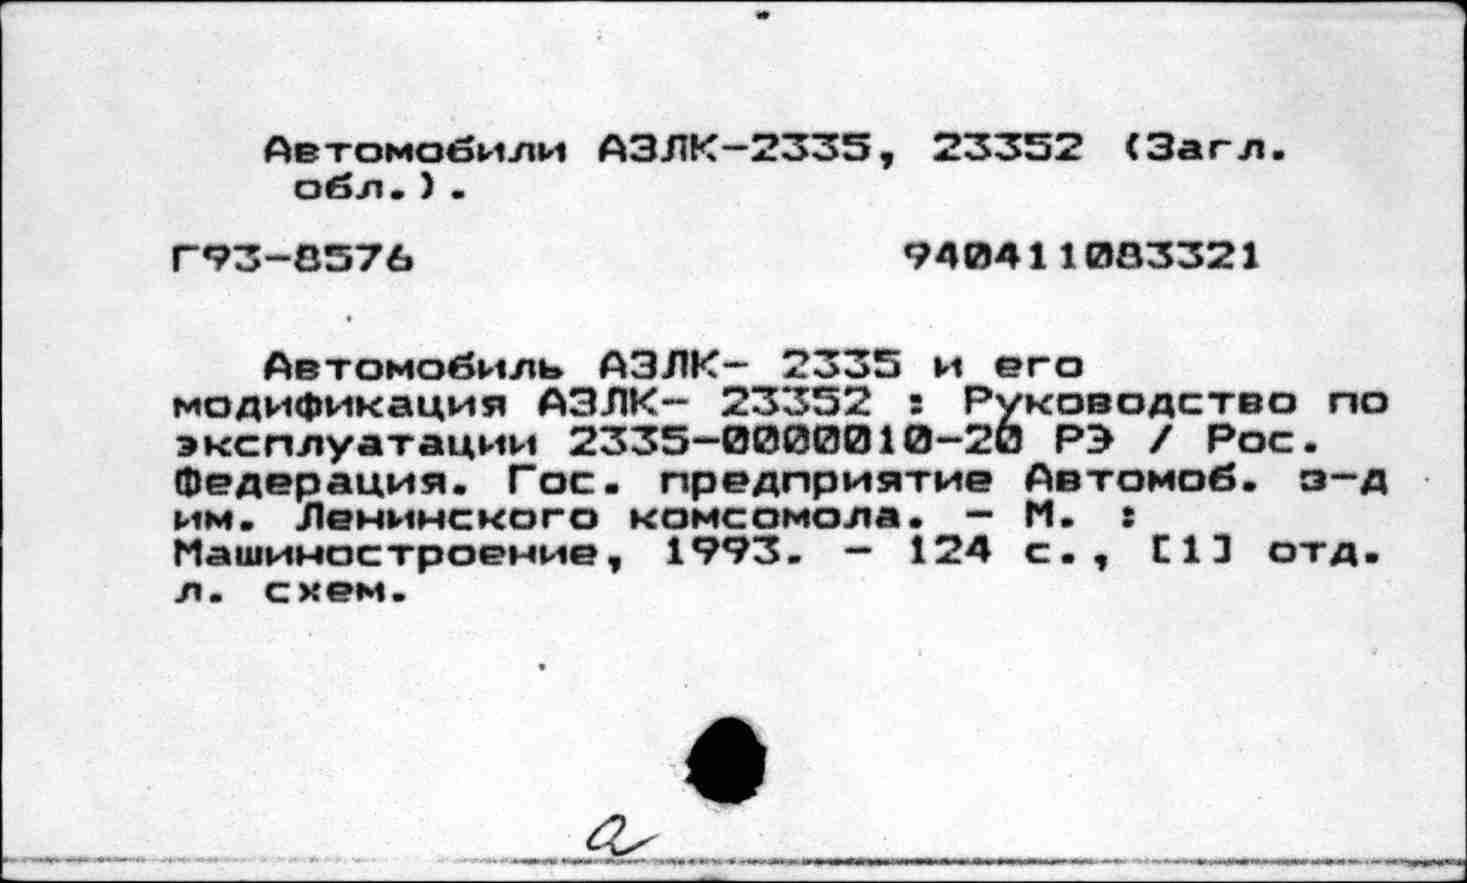 Автомобили АЗЛК-2335, 23352 (Загл.
обл.).
Г93-8576 940411083321
Автомобиль АЗЛК- 2335 и его
модификация АЗЛК- 23352 : Руководство по
эксплуатации 2335-0000010-20 РЭ / Рос.
Федерация. Гос. предприятие Автомоб. з-д
им. Ленинского комсомола. - М. :
Машиностроение, 1993. - 124 с., [1] отд.
л. схем.